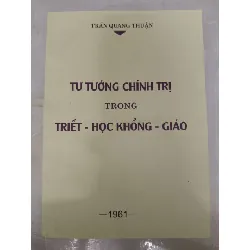 TRẦN QUANG THUẬN
TƯ TƯỞNG CHÍNH TRỊ
TRONG
TRIẾT - HỌC KHỔNG - GIÁO
—1961—